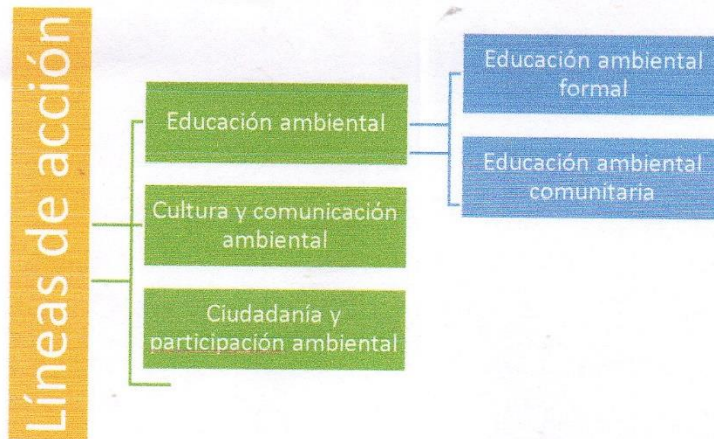 Líneas de acción
Educación ambiental
Cultura y comunicación
ambiental
Ciudadanía y
participación ambiental
Educación ambiental
formal
Educación ambiental
comunitaria